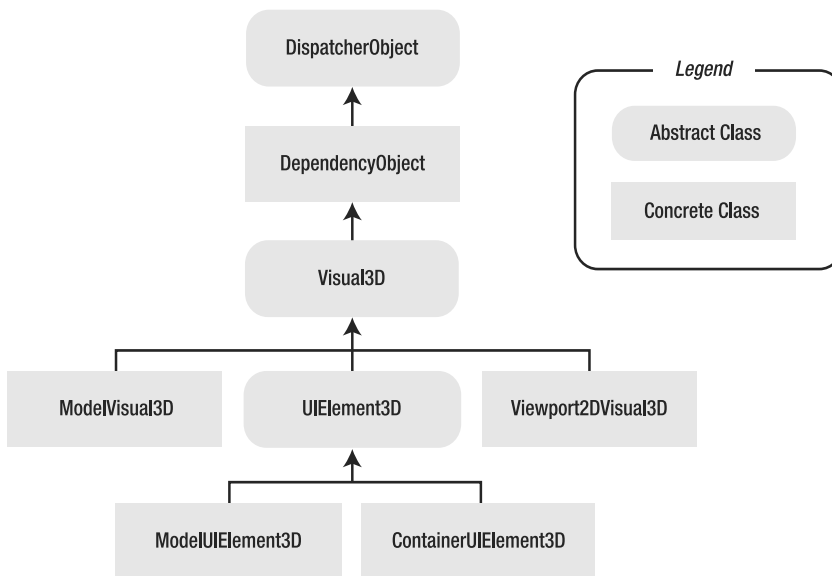 DispatcherObject
Legend
Abstract Class
DependencyObject
Concrete Class
Visual3D
ModelVisual3D
UIElement3D
Viewport2DVisual3D
ModelUIElement3D
ContainerUIElement3D